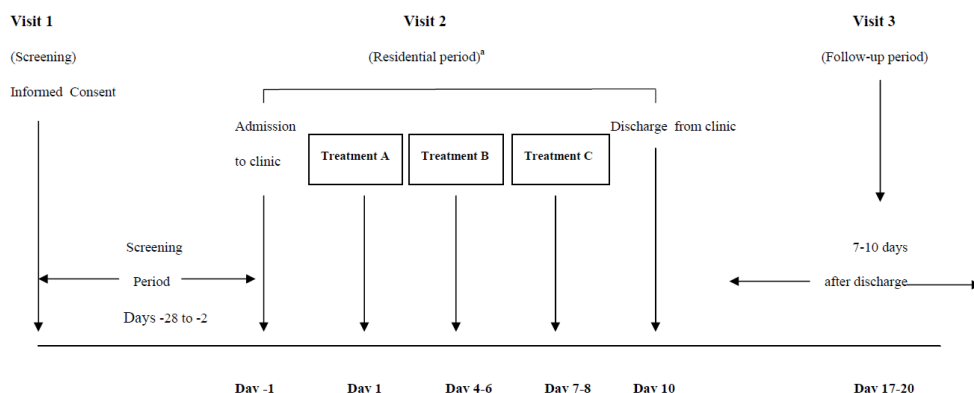 Visit 1
Visit 2
Visit 3
(Screening)
(Residential period)a
(Follow-up period)
Informed Consent
Admission
to clinic
Treatment A
Treatment B
Treatment C
Discharge from clinic
Screening
Period
Days -28 to -2
7-10 days
after discharge
Day -1
Day 1
Day 4-6
Day 7-8
Day 10
Day 17-20